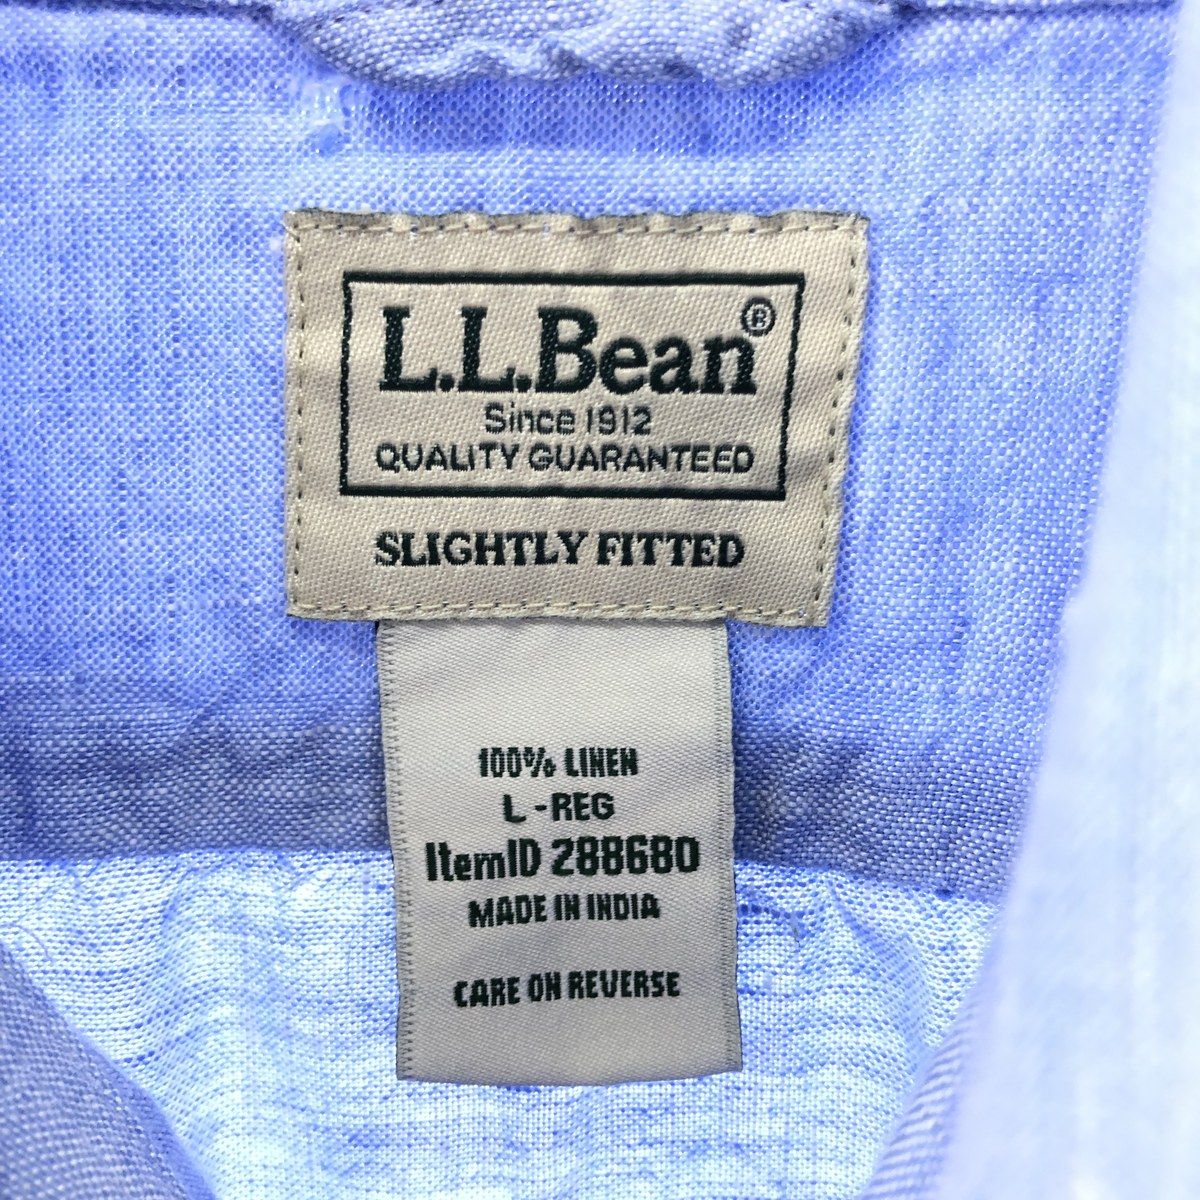 L.L.Bean®
Since 1912
QUALITY GUARANTEED
SLIGHTLY FITTED
100% LINEN
L-REG
ItemID 288680
MADE IN INDIA
CARE ON REVERSE